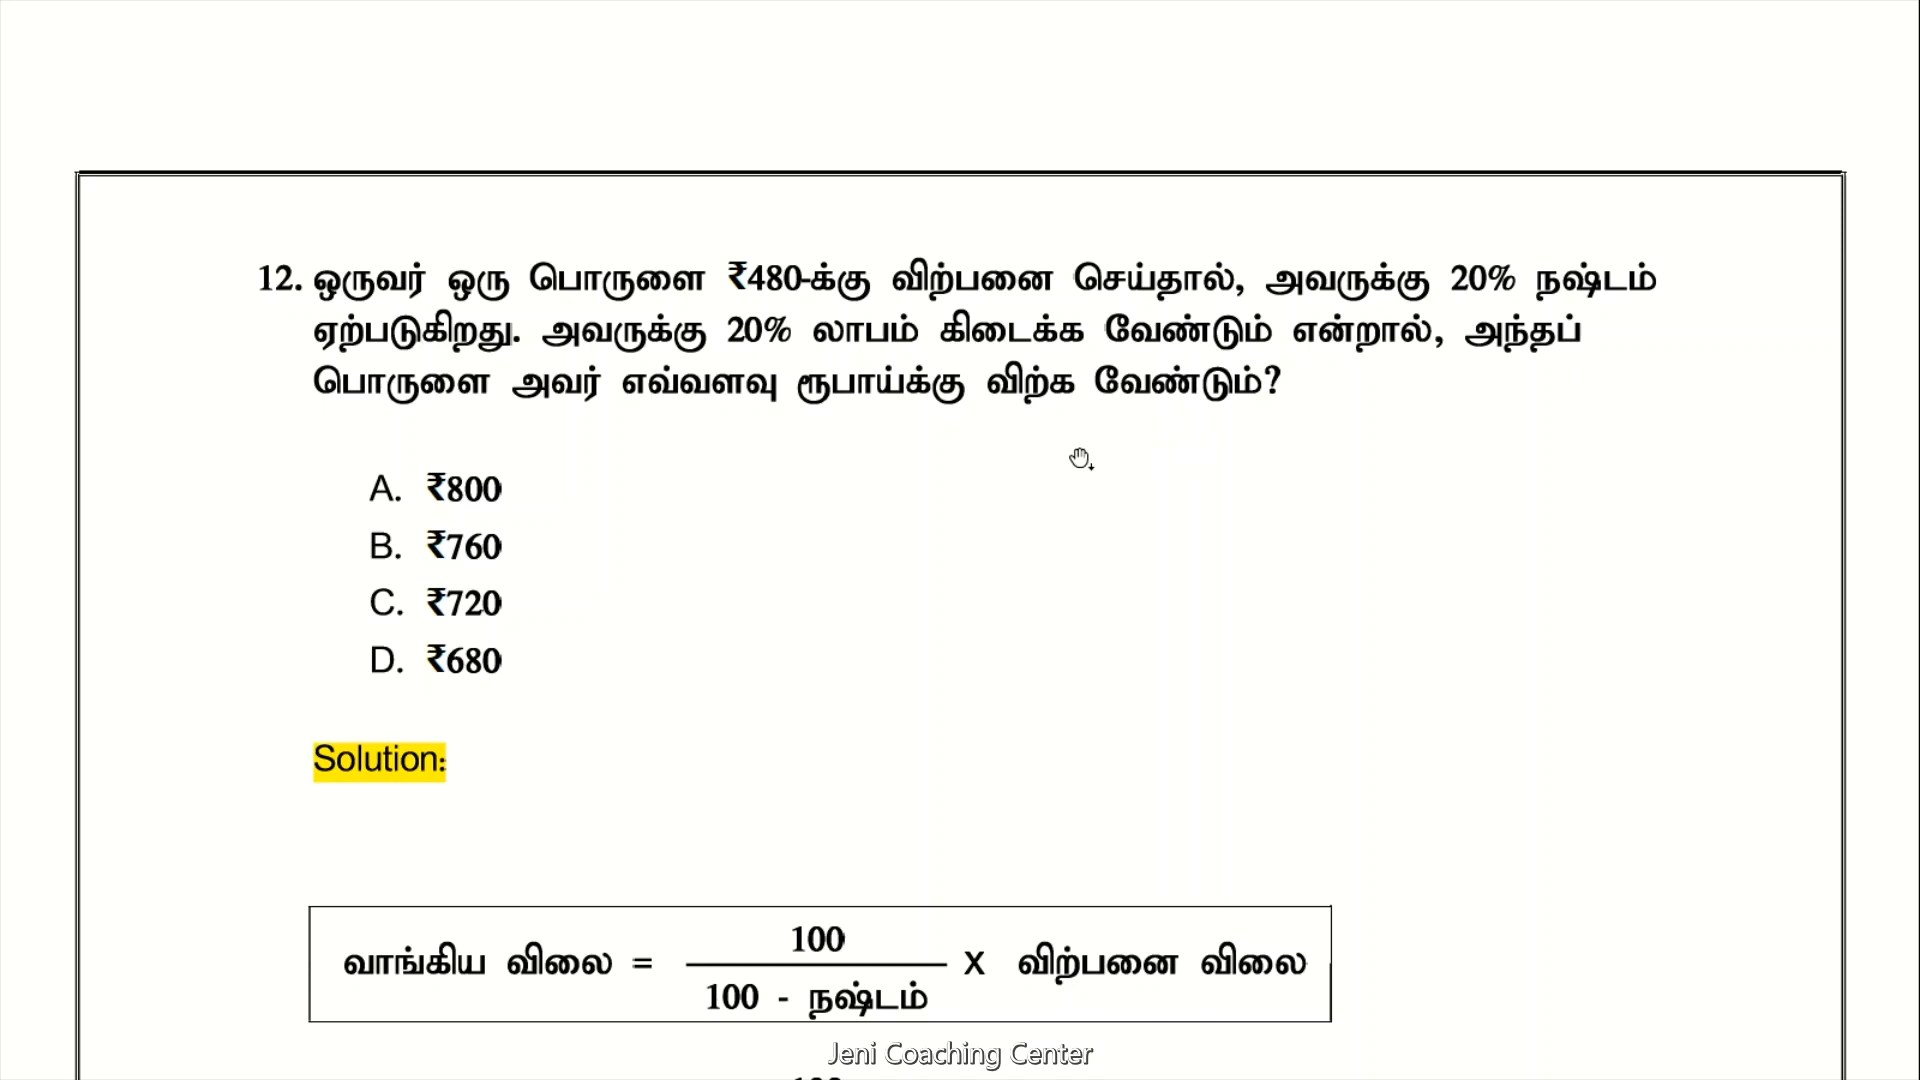 12. ஒருவர் ஒரு பொருளை ₹480-க்கு விற்பனை செய்தால், அவருக்கு 20% நஷ்டம்
ஏற்படுகிறது. அவருக்கு 20% லாபம் கிடைக்க வேண்டும் என்றால், அந்தப்
பொருளை அவர் எவ்வளவு ரூபாய்க்கு விற்க வேண்டும்?
A. ₹800
B. ₹760
C. ₹720
D. ₹680
Solution:
100
வாங்கிய விலை = X விற்பனை விலை
100 - நஷ்டம்
Jeni Coaching Center